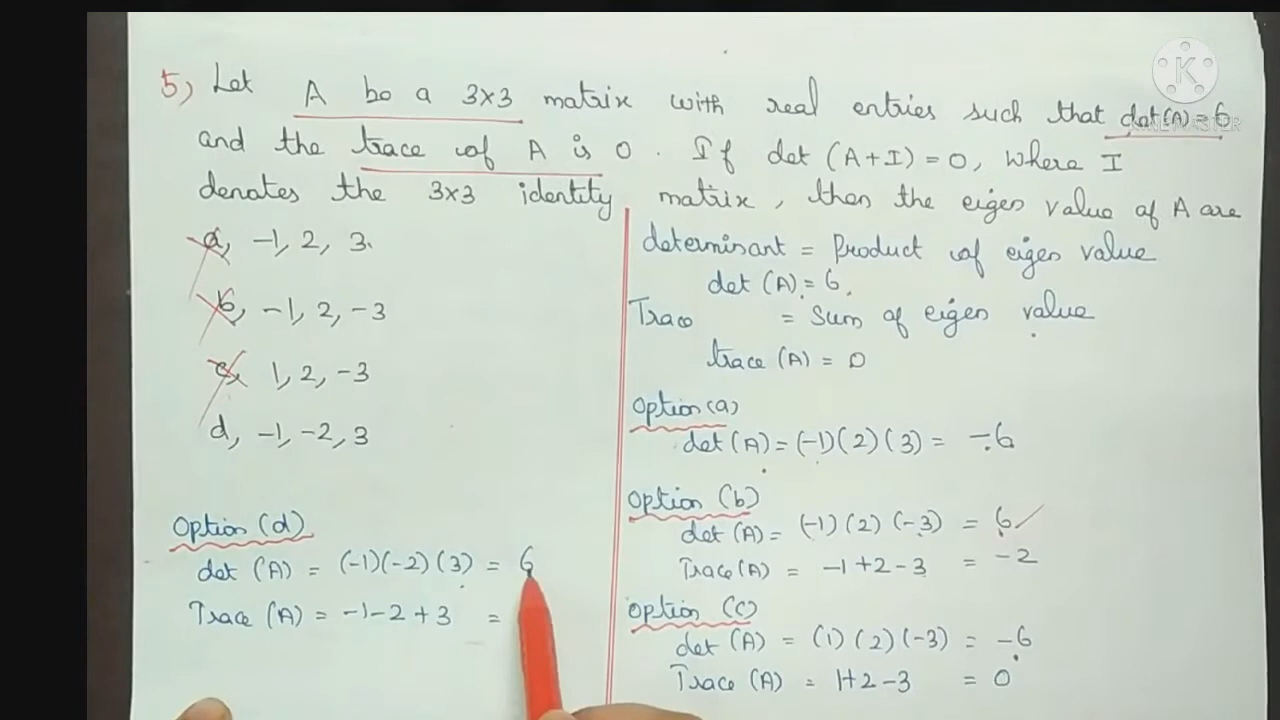 5) Let A be a 3x3 matrix with real entries such that det(A)=6
and the trace of A is 0. If det (A+I)=0, where I
denotes the 3x3 identity matrix, then the eigen value of A are
a, -1, 2, 3.
b, -1, 2, -3
c, 1, 2, -3
d, -1, -2, 3
Option (d)
det (A) = (-1)(-2)(3) = 6
Trace (A) = -1-2+3 =
determinant = Product of eigen value
det (A) = 6.
Trace = Sum of eigen value
trace (A) = 0
Option (a)
det (A) = (-1)(2)(3) = -6
Option (b)
det (A) = (-1)(2)(-3) = 6
Trace (A) = -1+2-3 = -2
Option (c)
det (A) = (1)(2)(-3) = -6
Trace (A) = 1+2-3 = 0
K
KINEMASTER